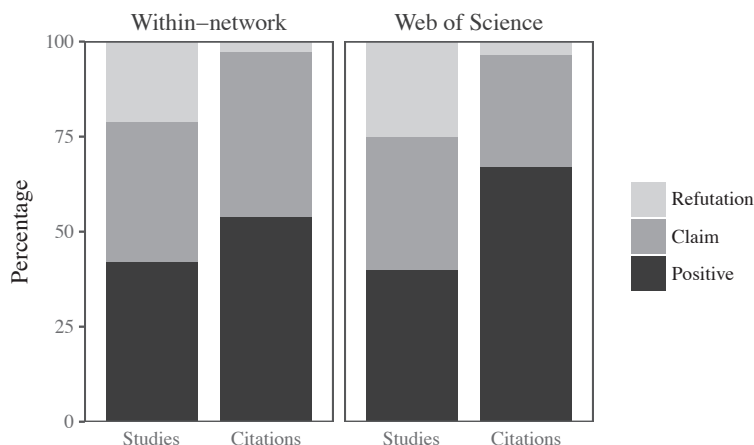 Within–network
Web of Science
Percentage
100
75
50
25
0
Studies
Citations
Studies
Citations
Refutation
Claim
Positive